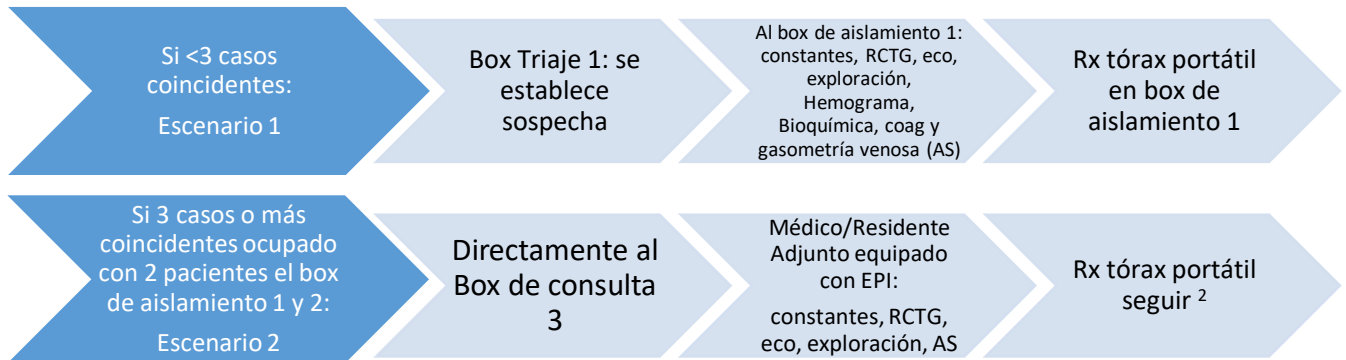 Si <3 casos
coincidentes:
Escenario 1
Box Triaje 1: se
establece
sospecha
Al box de aislamiento 1:
constantes, RCTG, eco,
exploración,
Hemograma,
Bioquímica, coag y
gasometría venosa (AS)
Rx tórax portátil
en box de
aislamiento 1
Si 3 casos o más
coincidentes ocupado
con 2 pacientes el box
de aislamiento 1 y 2:
Escenario 2
Directamente al
Box de consulta
3
Médico/Residente
Adjunto equipado
con EPI:
constantes, RCTG,
eco, exploración, AS
Rx tórax portátil
seguir ²